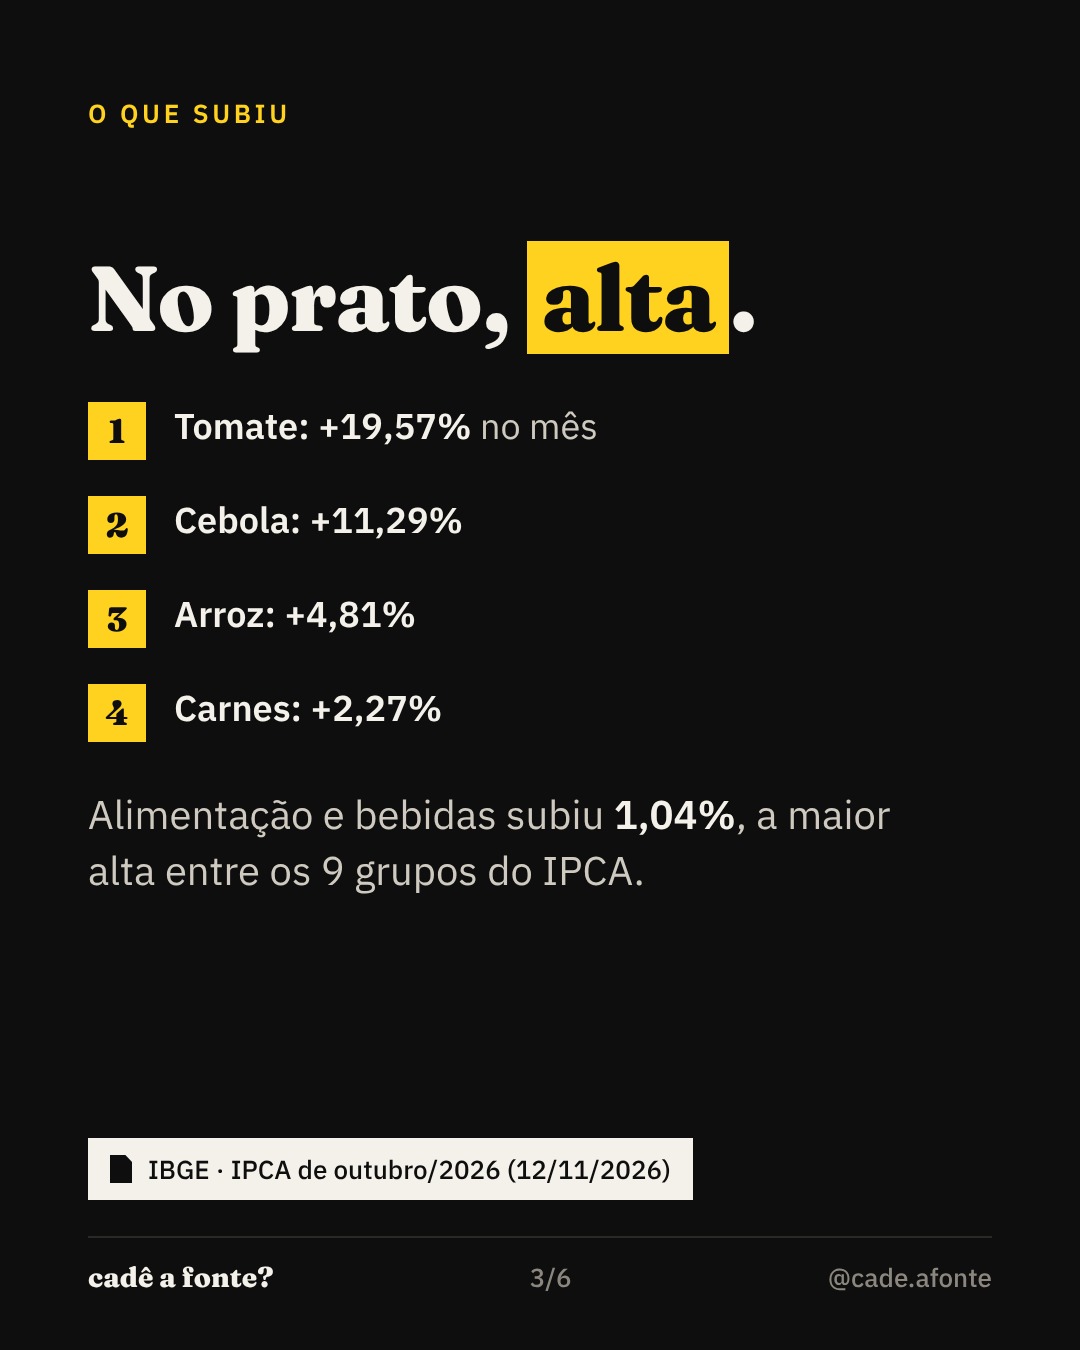 O QUE SUBIU
No prato, alta.
1 Tomate: +19,57% no mês
2 Cebola: +11,29%
3 Arroz: +4,81%
4 Carnes: +2,27%
Alimentação e bebidas subiu 1,04%, a maior
alta entre os 9 grupos do IPCA.
IBGE · IPCA de outubro/2026 (12/11/2026)
cadê a fonte? 3/6 @cade.afonte